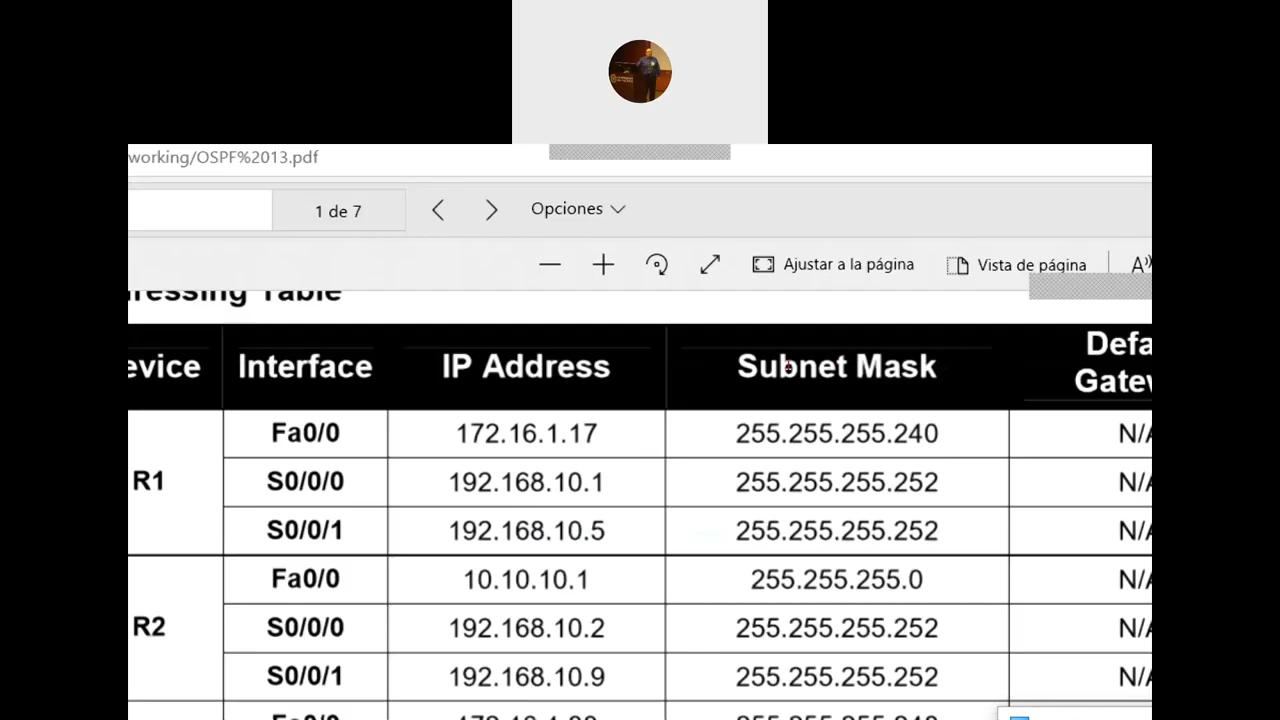 working/OSPF%2013.pdf
1 de 7 Opciones
Ajustar a la página Vista de página
Table
evice Interface IP Address Subnet Mask Defa
Gatew
R1 Fa0/0 172.16.1.17 255.255.255.240 N/A
S0/0/0 192.168.10.1 255.255.255.252 N/A
S0/0/1 192.168.10.5 255.255.255.252 N/A
R2 Fa0/0 10.10.10.1 255.255.255.0 N/A
S0/0/0 192.168.10.2 255.255.255.252 N/A
S0/0/1 192.168.10.9 255.255.255.252 N/A